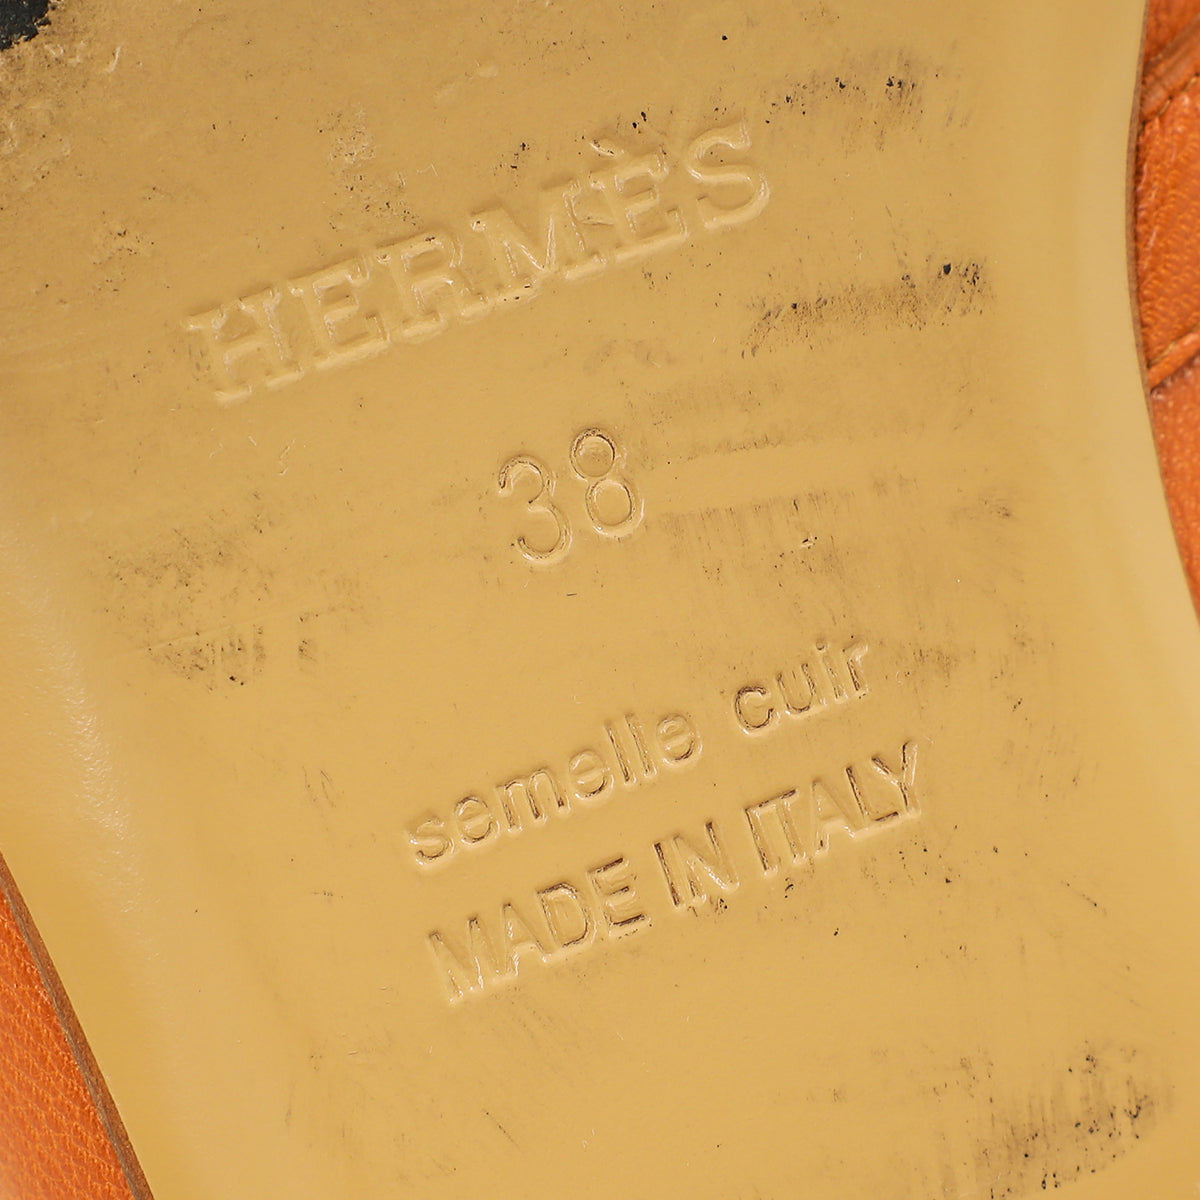 HERMÈS
38
semelle cuir
MADE IN ITALY